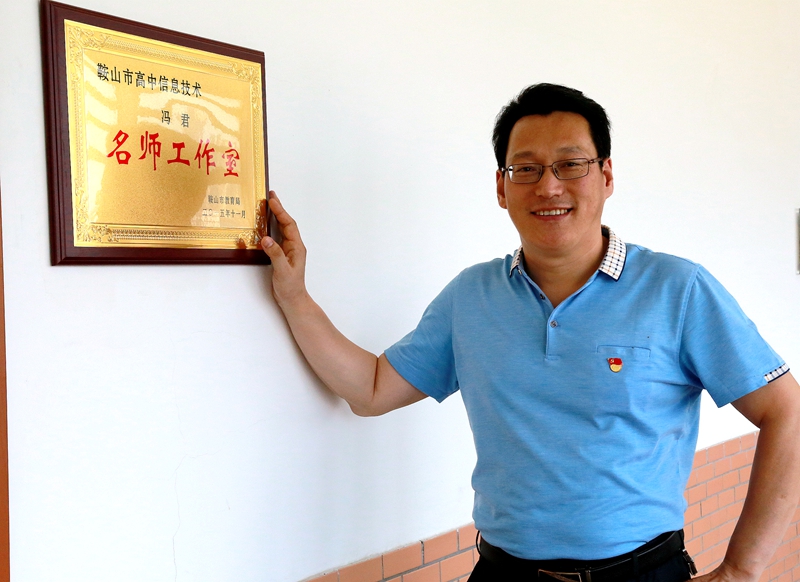 鞍山市高中信息技术
冯君
名师工作室
鞍山市教育局
二〇一五年十一月